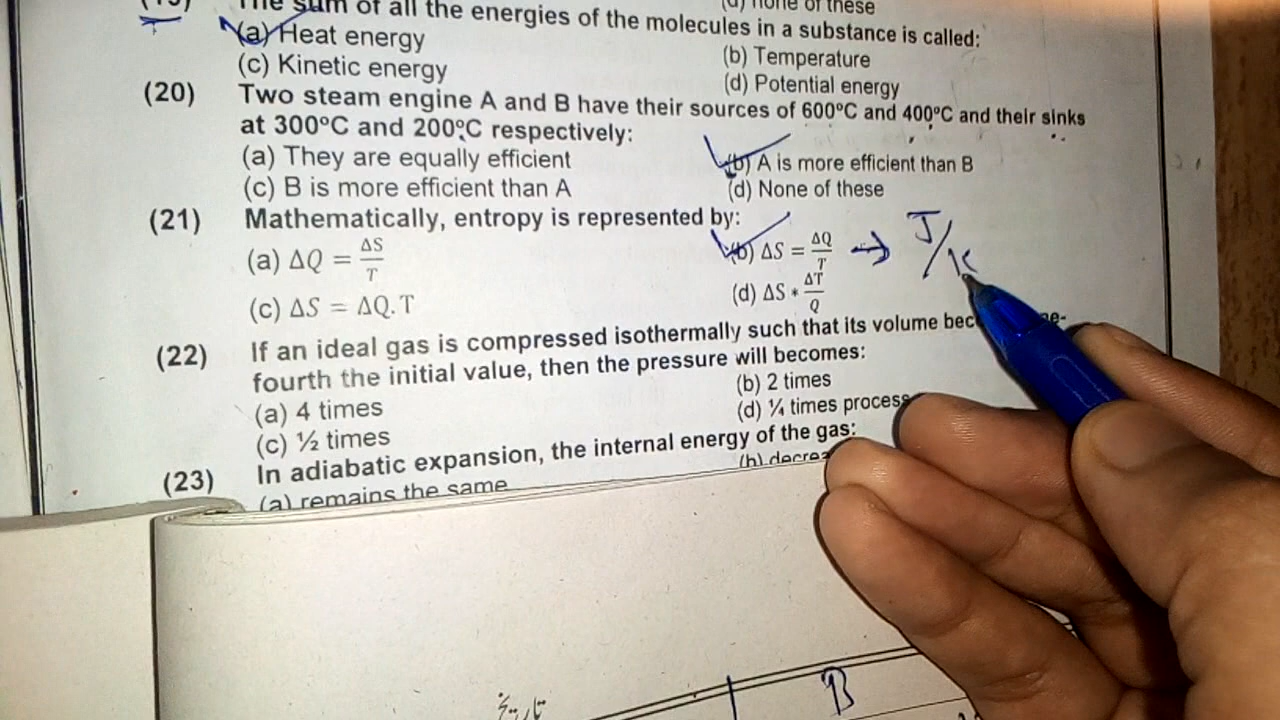 The sum of all the energies of the molecules in a substance is called:
(d) none of these
(a) Heat energy
(b) Temperature
(c) Kinetic energy
(d) Potential energy
(20) Two steam engine A and B have their sources of 600°C and 400°C and their sinks
at 300°C and 200°C respectively:
(a) They are equally efficient
(b) A is more efficient than B
(c) B is more efficient than A
(d) None of these
(21) Mathematically, entropy is represented by:
(a) ΔQ = ΔS/T
(b) ΔS = ΔQ/T → J/K
(c) ΔS = ΔQ.T
(d) ΔS * ΔT/Q
(22) If an ideal gas is compressed isothermally such that its volume bec
fourth the initial value, then the pressure will becomes:
(a) 4 times
(b) 2 times
(c) ½ times
(d) ¼ times process
(23) In adiabatic expansion, the internal energy of the gas:
(a) remains the same
(b) decrea
تاریخ
B